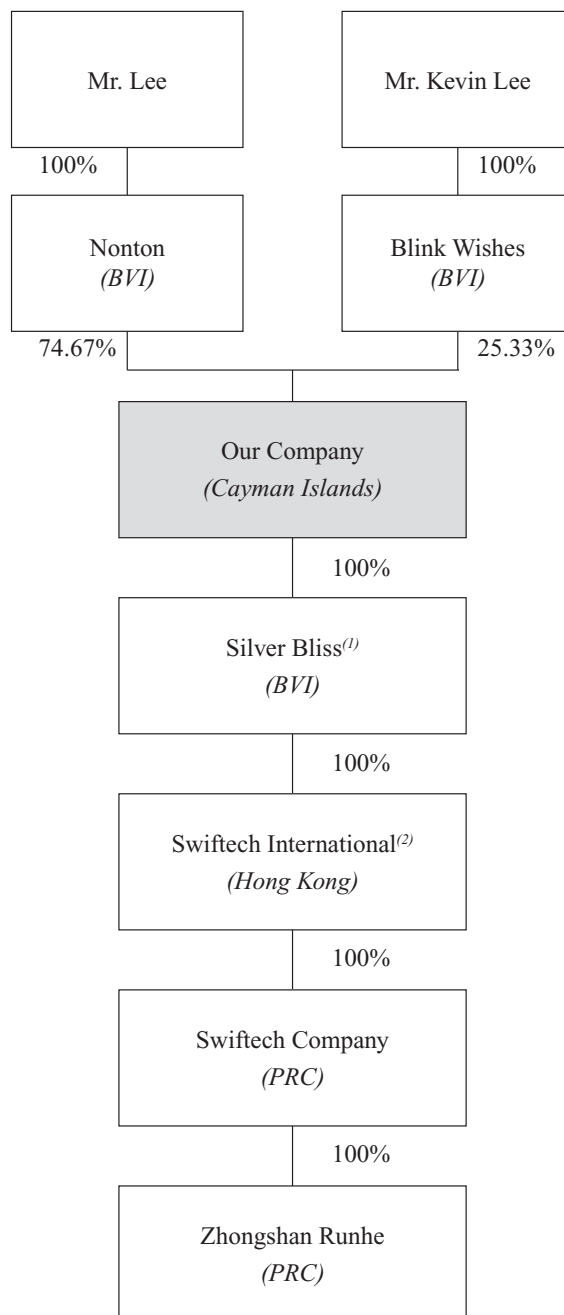 Mr. Lee
Mr. Kevin Lee
100%
100%
Nonton
(BVI)
Blink Wishes
(BVI)
74.67%
25.33%
Our Company
(Cayman Islands)
100%
Silver Bliss(1)
(BVI)
100%
Swiftech International(2)
(Hong Kong)
100%
Swiftech Company
(PRC)
100%
Zhongshan Runhe
(PRC)